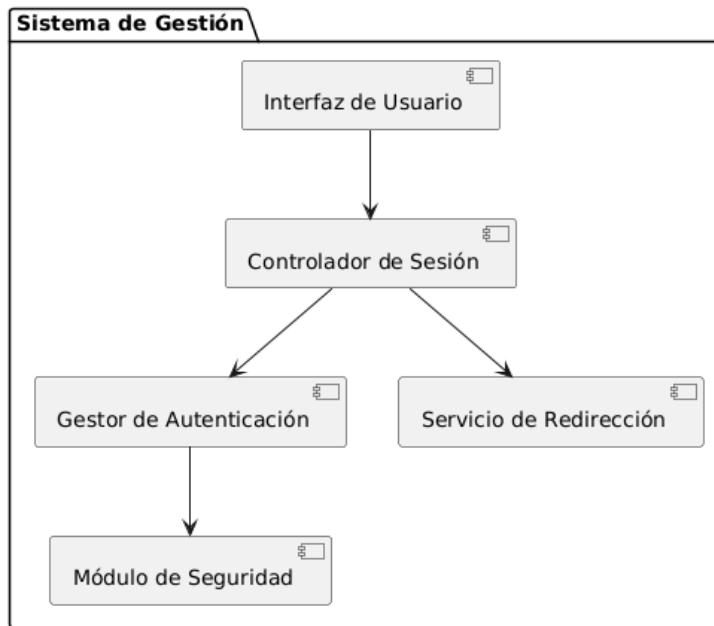 Sistema de Gestión
Interfaz de Usuario
Controlador de Sesión
Gestor de Autenticación
Servicio de Redirección
Módulo de Seguridad